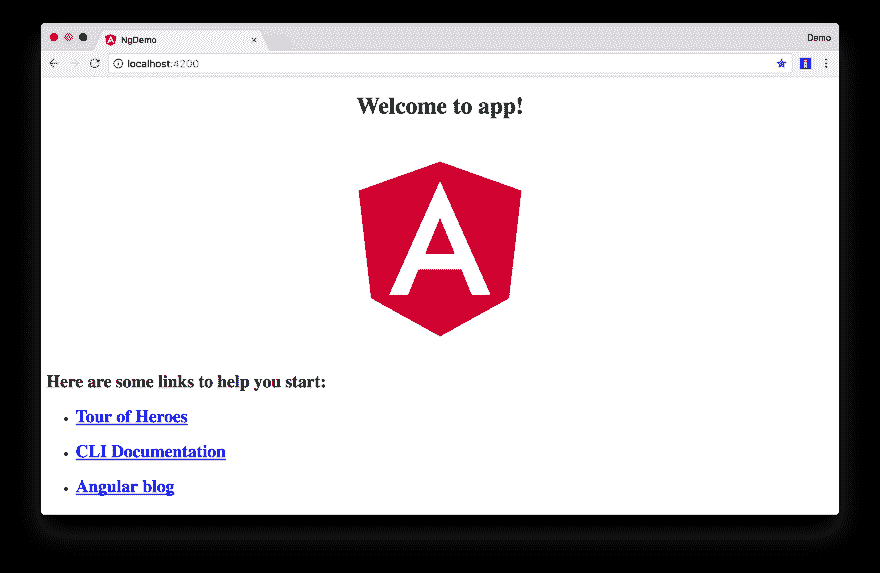 NgDemo
Demo
localhost:4200
Welcome to app!
A
Here are some links to help you start:
Tour of Heroes
CLI Documentation
Angular blog